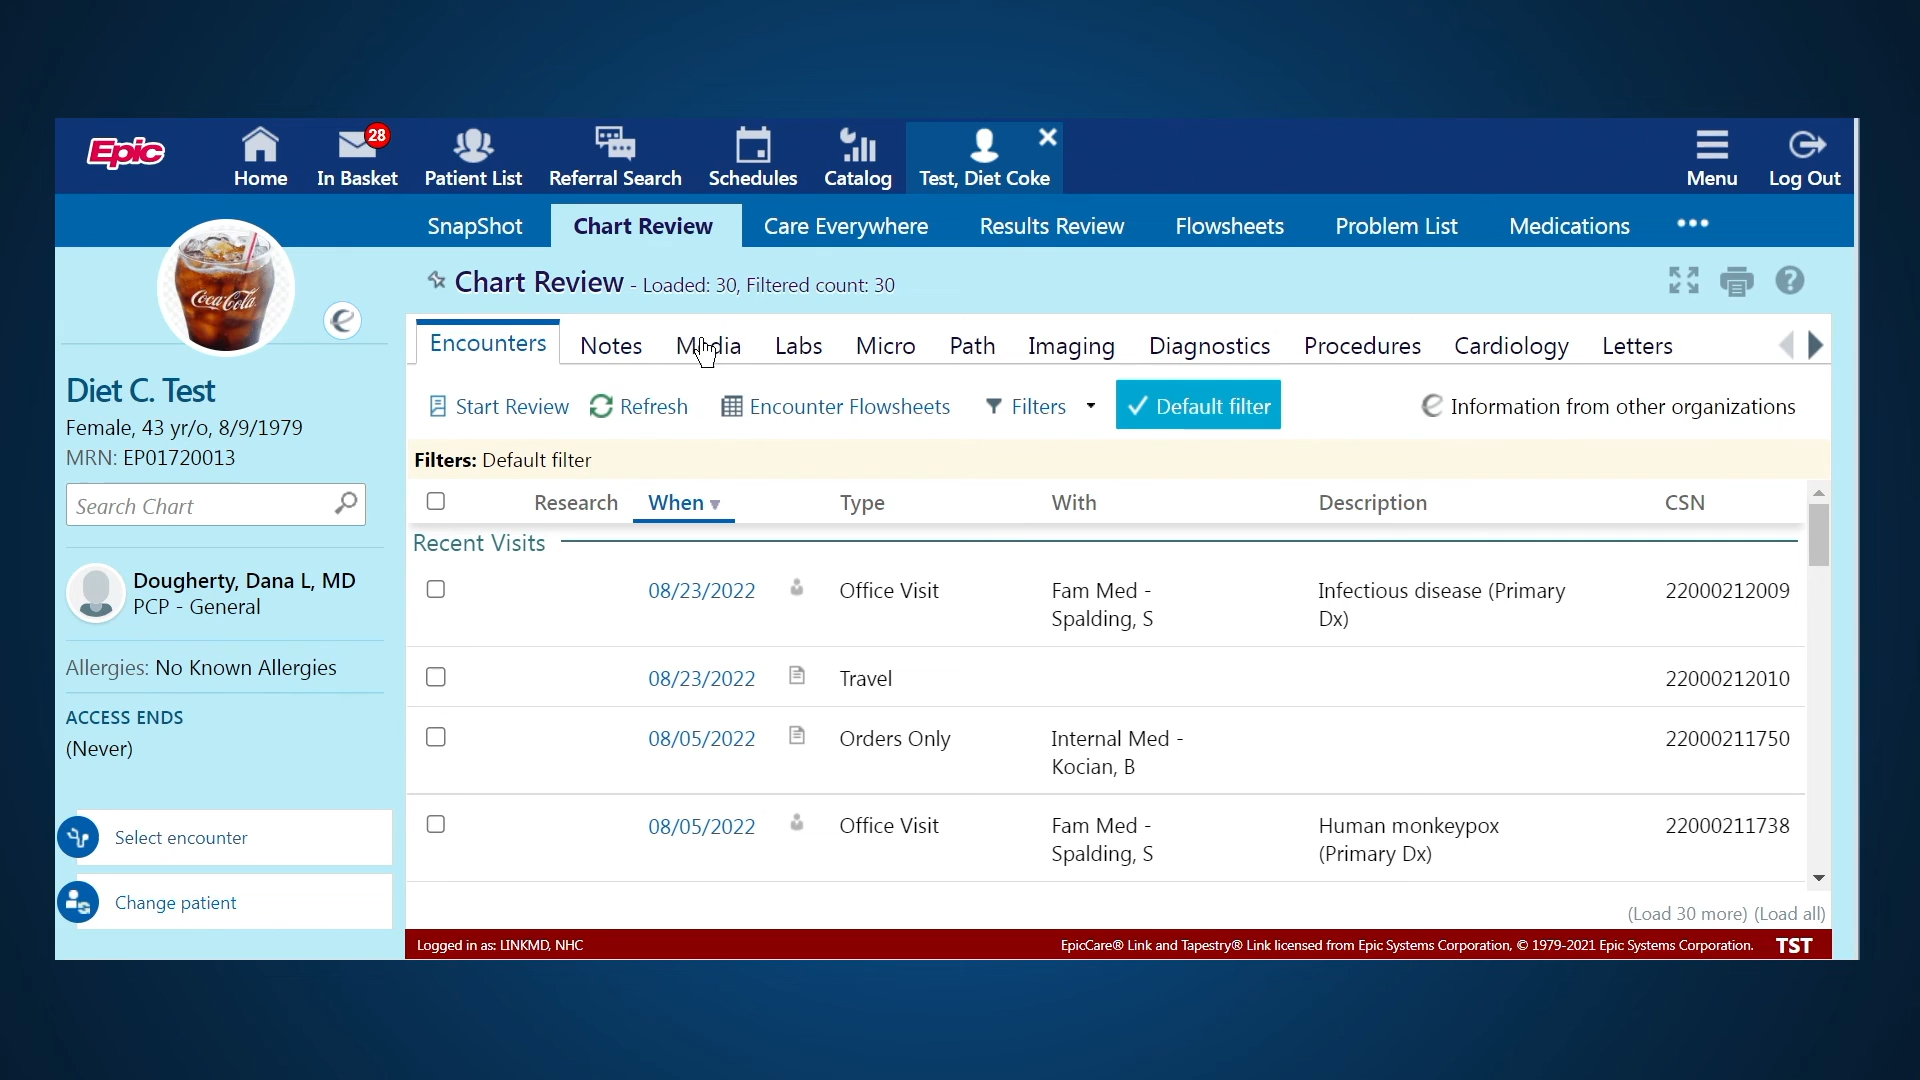 Epic
28
Home
In Basket
Patient List
Referral Search
Schedules
Catalog
Test, Diet Coke
Menu
Log Out
SnapShot
Chart Review
Care Everywhere
Results Review
Flowsheets
Problem List
Medications
Coca-Cola
Diet C. Test
Female, 43 yr/o, 8/9/1979
MRN: EP01720013
Search Chart
Dougherty, Dana L, MD
PCP - General
Allergies: No Known Allergies
ACCESS ENDS
(Never)
Select encounter
Change patient
Chart Review - Loaded: 30, Filtered count: 30
Encounters Notes Media Labs Micro Path Imaging Diagnostics Procedures Cardiology Letters
Start Review Refresh Encounter Flowsheets Filters Default filter Information from other organizations
Filters: Default filter
Research When Type With Description CSN
Recent Visits
08/23/2022 Office Visit Fam Med - Infectious disease (Primary 22000212009
Spalding, S Dx)
08/23/2022 Travel 22000212010
08/05/2022 Orders Only Internal Med - 22000211750
Kocian, B
08/05/2022 Office Visit Fam Med - Human monkeypox 22000211738
Spalding, S (Primary Dx)
(Load 30 more) (Load all)
Logged in as: LINKMD, NHC
EpicCare® Link and Tapestry® Link licensed from Epic Systems Corporation, © 1979-2021 Epic Systems Corporation. TST